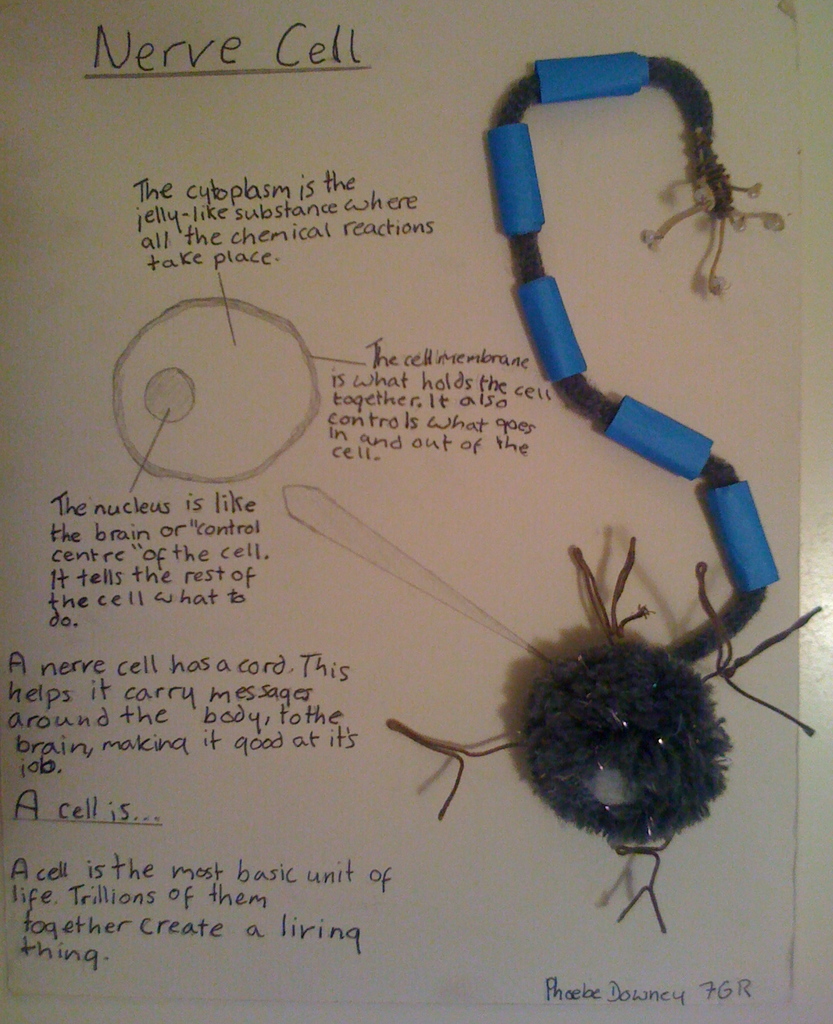 Nerve Cell
The cytoplasm is the
jelly-like substance where
all the chemical reactions
take place.
The cell membrane
is what holds the cell
together. It also
controls what goes
in and out of the
cell.
The nucleus is like
the brain or "control
centre" of the cell.
It tells the rest of
the cell what to
do.
A nerve cell has a cord. This
helps it carry messages
around the body, to the
brain, making it good at it's
job.
A cell is...
A cell is the most basic unit of
life. Trillions of them
together create a living
thing.
Phoebe Downey 7GR